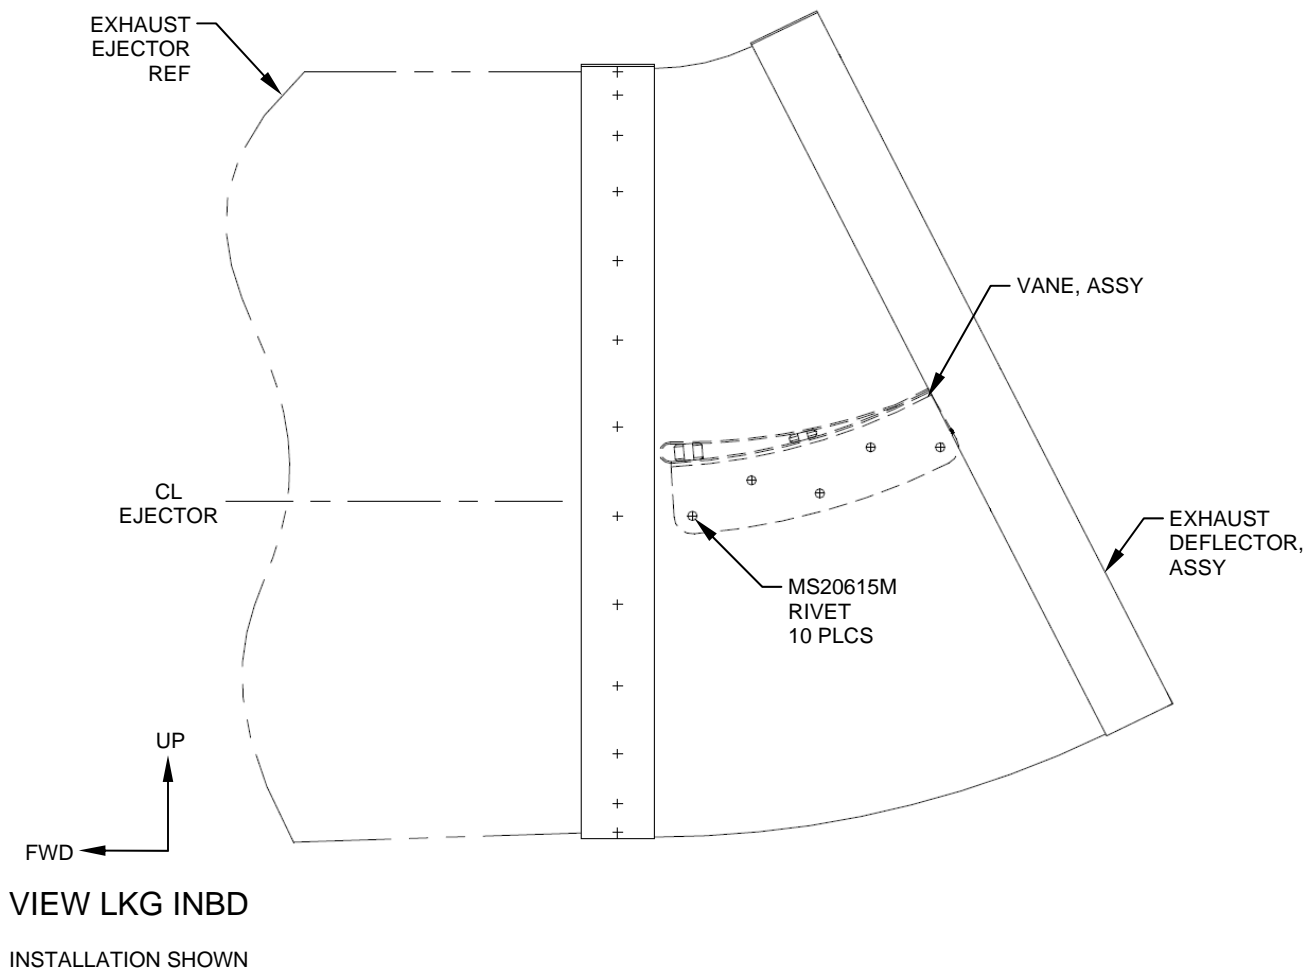 EXHAUST
EJECTOR
REF
VANE, ASSY
CL
EJECTOR
EXHAUST
DEFLECTOR,
ASSY
MS20615M
RIVET
10 PLCS
UP
FWD
VIEW LKG INBD
INSTALLATION SHOWN